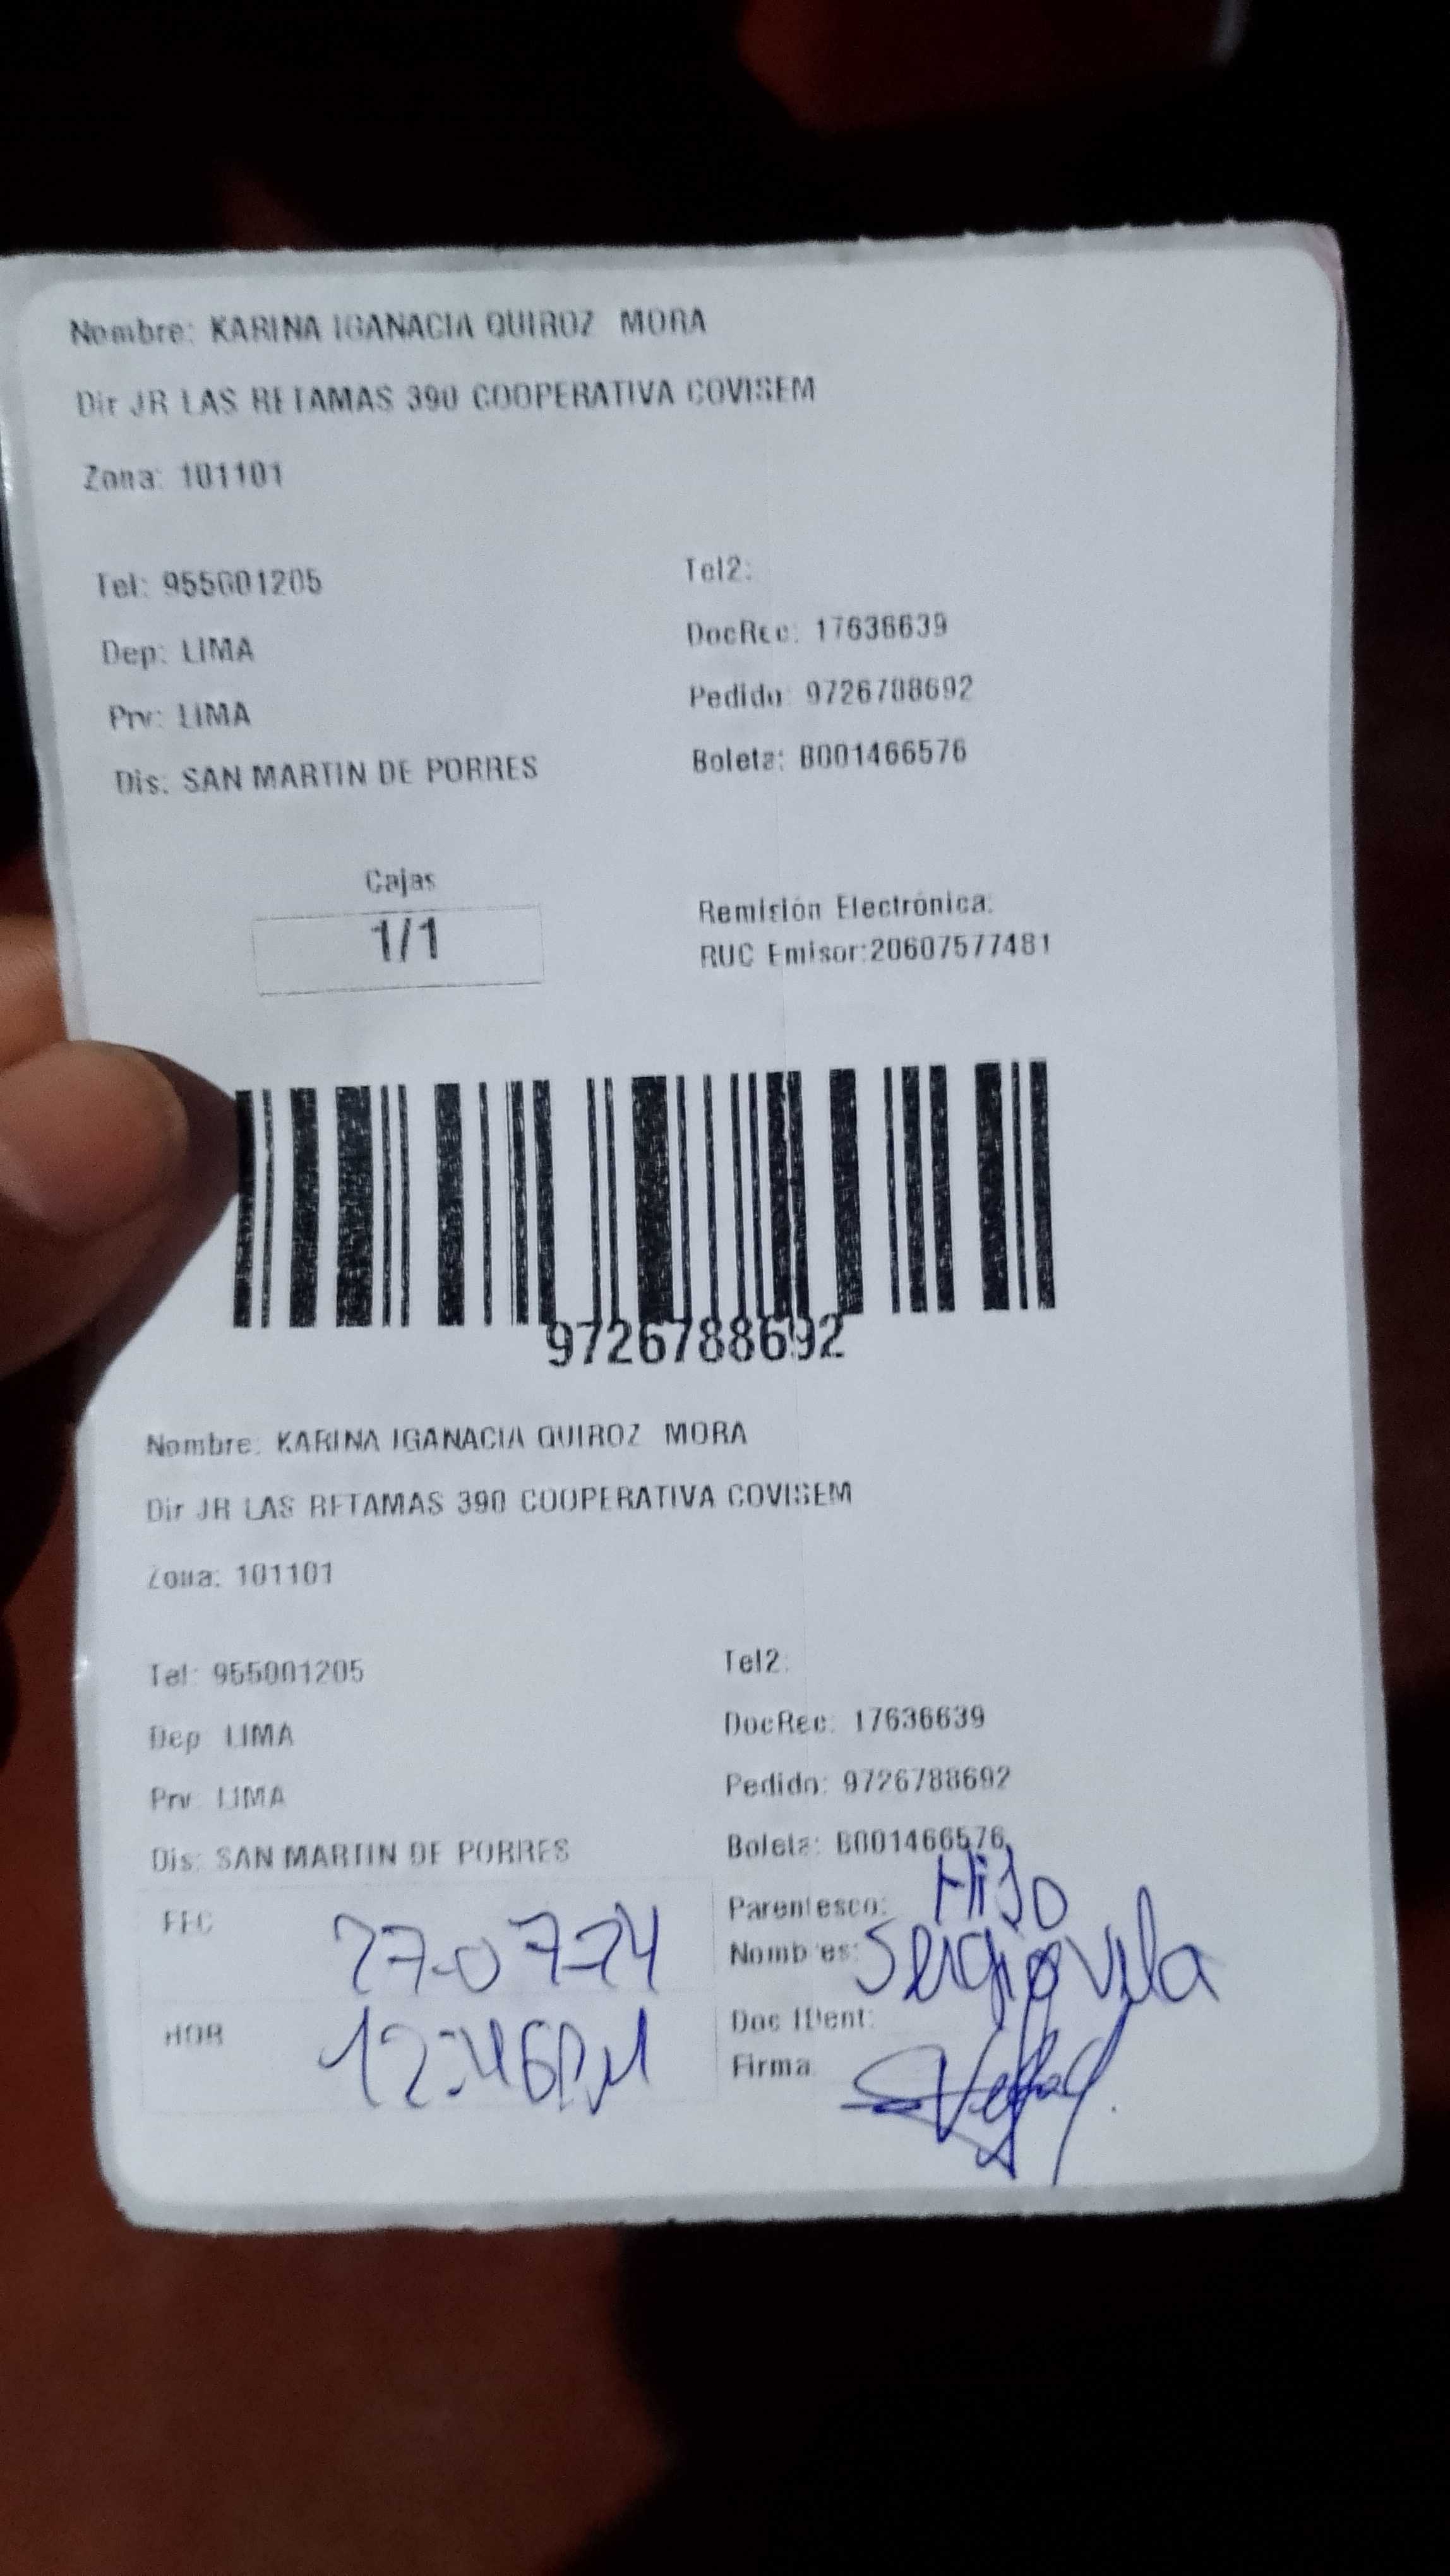 Nombre: KARINA IGANACIA QUIROZ MORA
Dir JR LAS RETAMAS 390 COOPERATIVA COVISEM
Zona: 101101
Tel: 955001205 Tel2:
DocRec: 17636639
Dep: LIMA
Pedido: 9726788692
Prv: LIMA
Boleta: B001466576
Dis: SAN MARTIN DE PORRES
Cajas
1/1
Remisión Electrónica:
RUC Emisor:20607577481
9726788692
Nombre: KARINA IGANACIA QUIROZ MORA
Dir JR LAS RETAMAS 390 COOPERATIVA COVISEM
Zona: 101101
Tel: 955001205 Tel2:
DocRec: 17636639
Dep LIMA
Pedido: 9726788692
Prv LIMA
Boleta: B001466576
Dis: SAN MARTIN DE PORRES
Parentesco: HiJo
FEC 27-07-24
Nombres: Sergio Vela
HOR 12:46PM
Doc IDent:
Firma